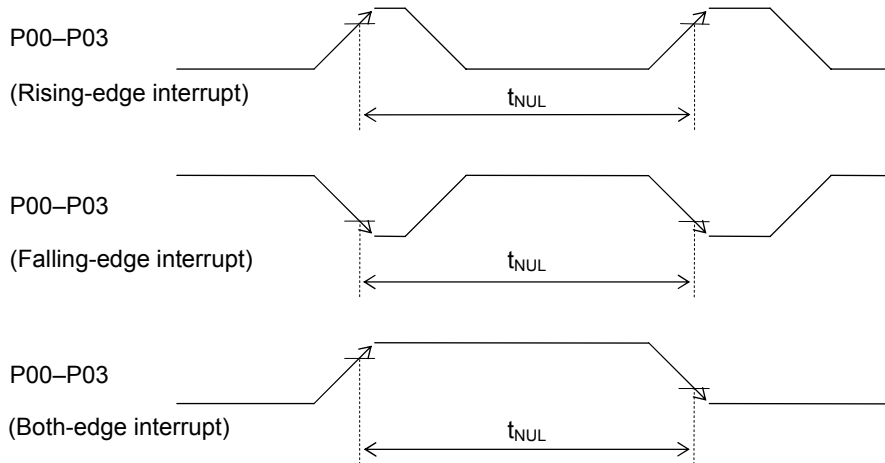 P00–P03
(Rising-edge interrupt)
tNUL
P00–P03
(Falling-edge interrupt)
tNUL
P00–P03
(Both-edge interrupt)
tNUL